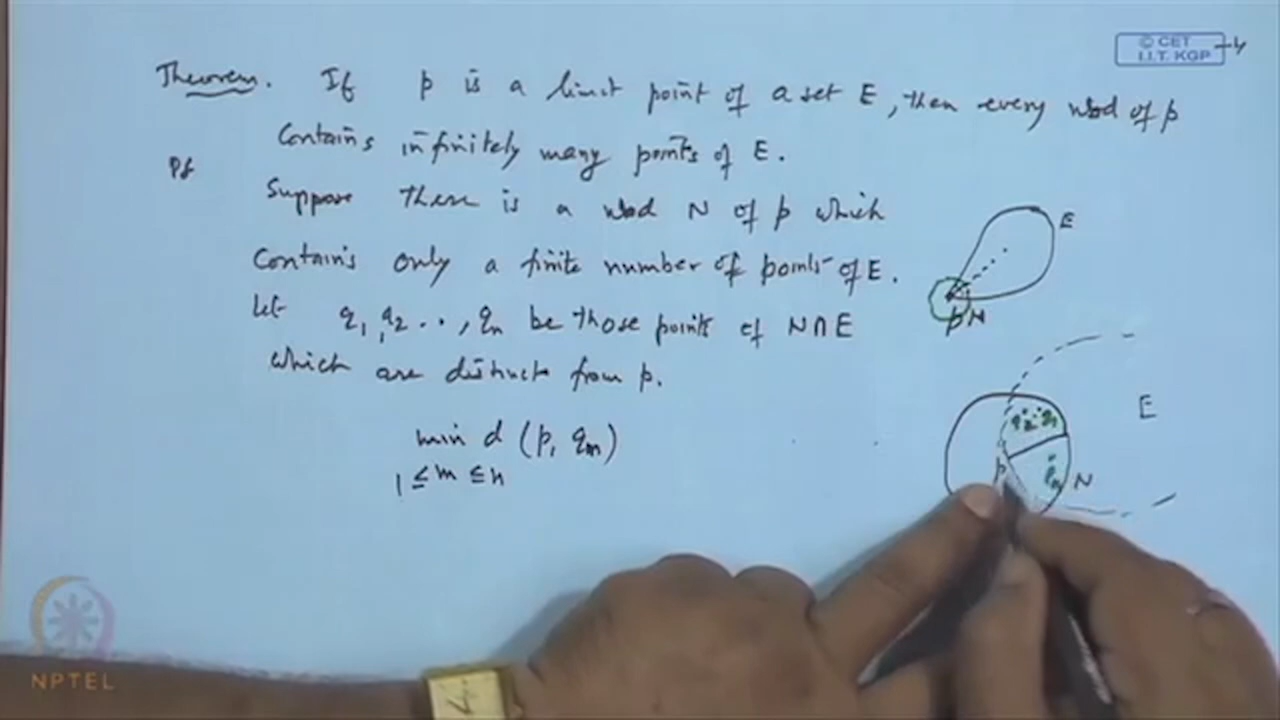 © CET
I.I.T. KGP
Theorem. If p is a limit point of a set E, then every nbd of p
Contains infinitely many points of E.
Pf
Suppose there is a nbd N of p which
Contains only a finite number of points of E.
Let q1, q2 .., qn be those points of N∩E
which are distinct from p.
min d (p, qm)
1 ≤ m ≤ n
E
p N
E
q2 q1
p
N
NPTEL